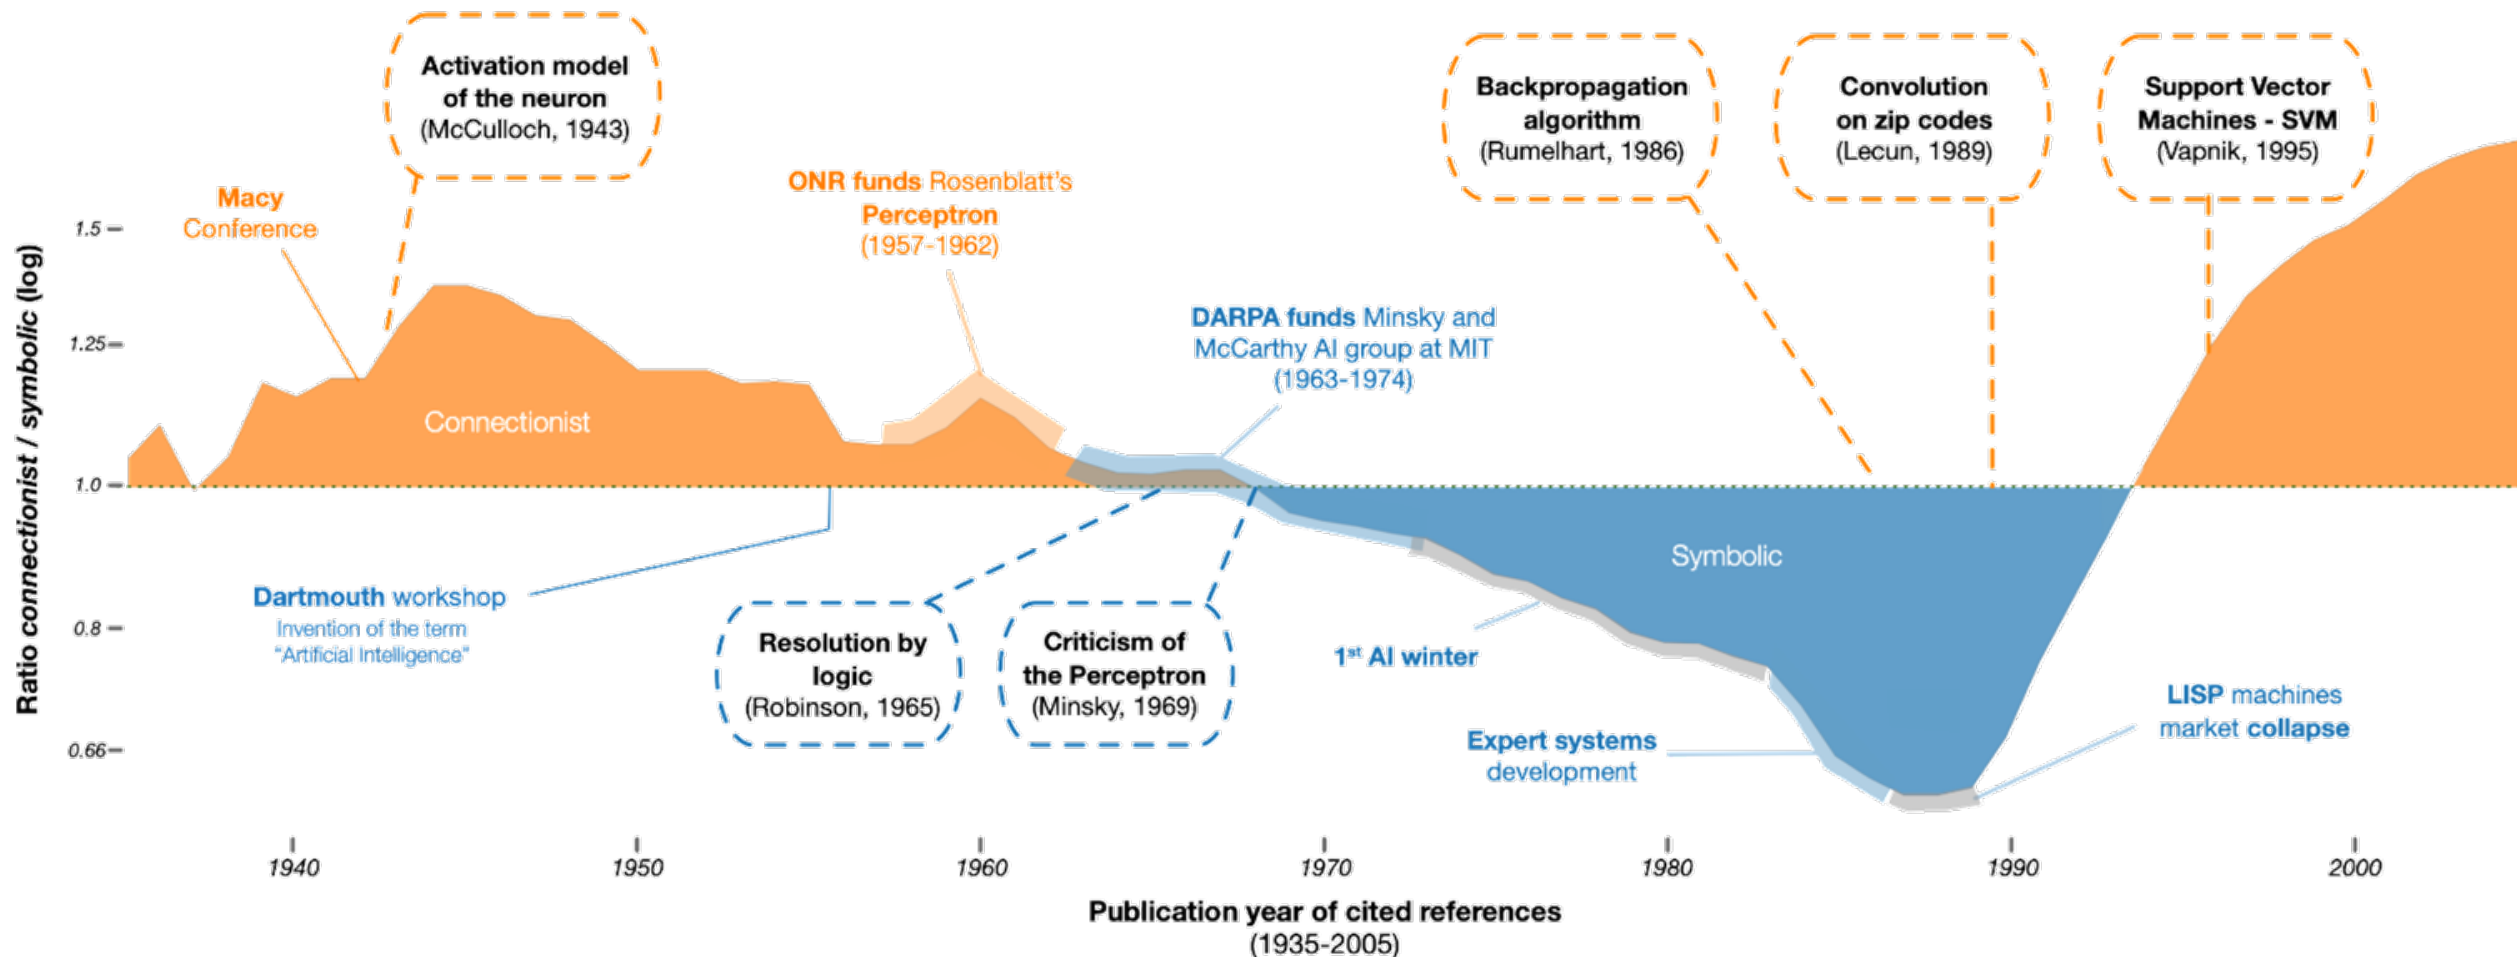 Activation model
of the neuron
(McCulloch, 1943)
Backpropagation
algorithm
(Rumelhart, 1986)
Convolution
on zip codes
(Lecun, 1989)
Support Vector
Machines - SVM
(Vapnik, 1995)
Macy
Conference
ONR funds Rosenblatt's
Perceptron
(1957-1962)
DARPA funds Minsky and
McCarthy AI group at MIT
(1963-1974)
Ratio connectionist / symbolic (log)
1.5
1.25
1.0
0.8
0.66
Connectionist
Symbolic
Dartmouth workshop
Invention of the term
"Artificial Intelligence"
Resolution by
logic
(Robinson, 1965)
Criticism of
the Perceptron
(Minsky, 1969)
1st AI winter
Expert systems
development
LISP machines
market collapse
1940
1950
1960
1970
1980
1990
2000
Publication year of cited references
(1935-2005)